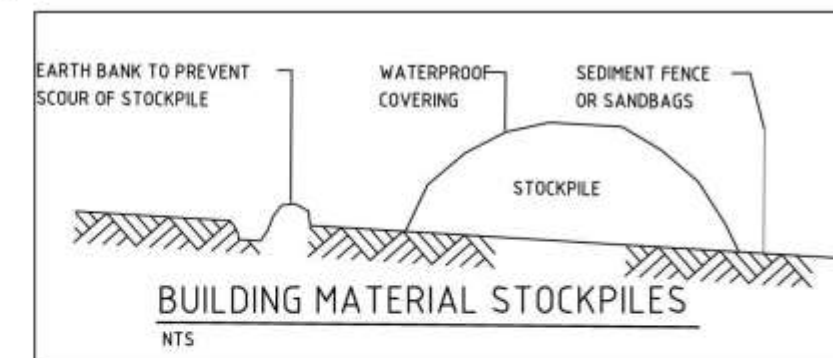 EARTH BANK TO PREVENT
SCOUR OF STOCKPILE
WATERPROOF
COVERING
SEDIMENT FENCE
OR SANDBAGS
STOCKPILE
BUILDING MATERIAL STOCKPILES
NTS